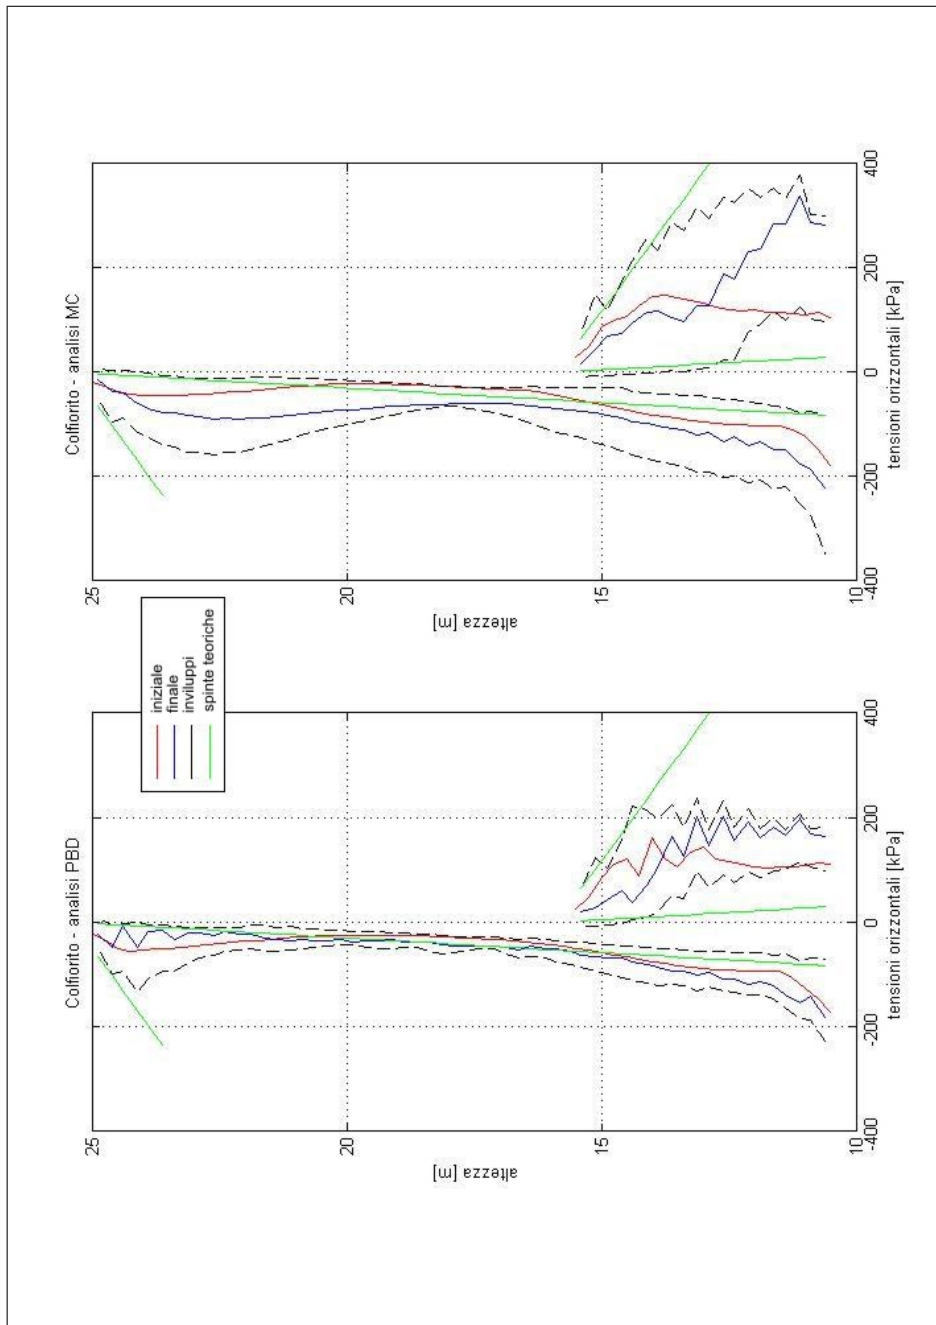 Colfiorito - analisi PBD
25
20
15
10
altezza [m]
-400
-200
0
200
400
tensioni orizzontali [kPa]
iniziale
finale
inviluppi
spinte teoriche
Colfiorito - analisi MC
25
20
15
10
altezza [m]
-400
-200
0
200
400
tensioni orizzontali [kPa]